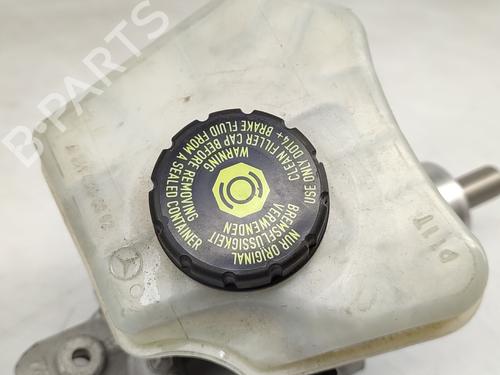 B-PARTS
WARNING
CLEAN FILLER CAP BEFORE REMOVING
USE ONLY DOT4+ BRAKE FLUID FROM A SEALED CONTAINER
NUR ORIGINAL
BREMSFLÜSSIGKEIT
VERWENDEN